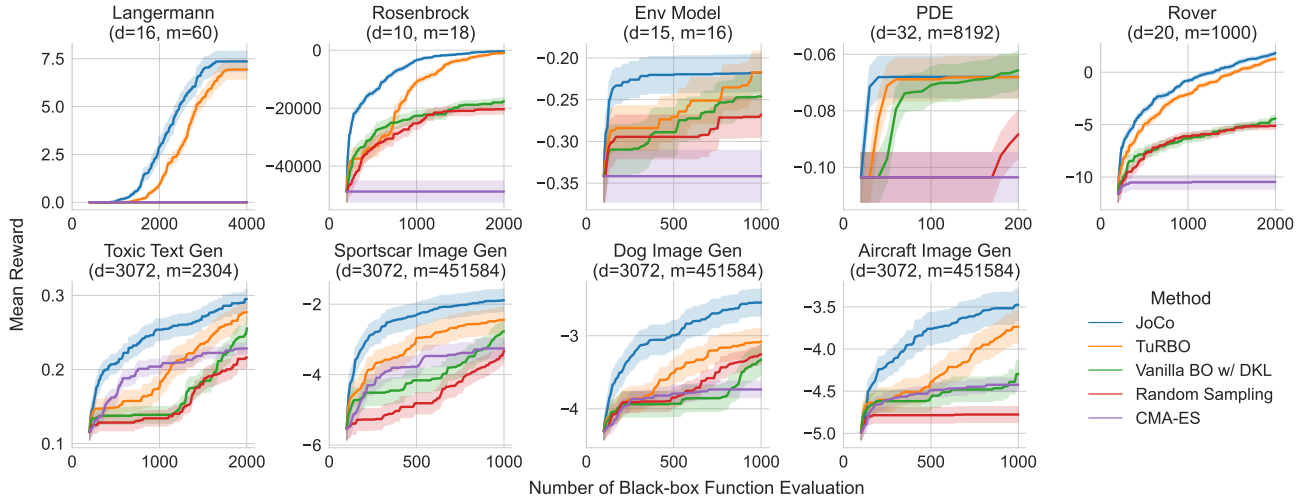 Langermann
(d=16, m=60)
7.5
5.0
2.5
0.0
0
2000
4000
Rosenbrock
(d=10, m=18)
0
−20000
−40000
0
1000
2000
Env Model
(d=15, m=16)
−0.20
−0.25
−0.30
−0.35
0
500
1000
PDE
(d=32, m=8192)
−0.06
−0.08
−0.10
0
100
200
Rover
(d=20, m=1000)
0
−5
−10
0
1000
2000
Mean Reward
Toxic Text Gen
(d=3072, m=2304)
0.3
0.2
0.1
0
1000
2000
Sportscar Image Gen
(d=3072, m=451584)
−2
−4
−6
0
500
1000
Dog Image Gen
(d=3072, m=451584)
−3
−4
0
500
1000
Aircraft Image Gen
(d=3072, m=451584)
−3.5
−4.0
−4.5
−5.0
0
500
1000
Method
JoCo
TuRBO
Vanilla BO w/ DKL
Random Sampling
CMA-ES
Number of Black-box Function Evaluation